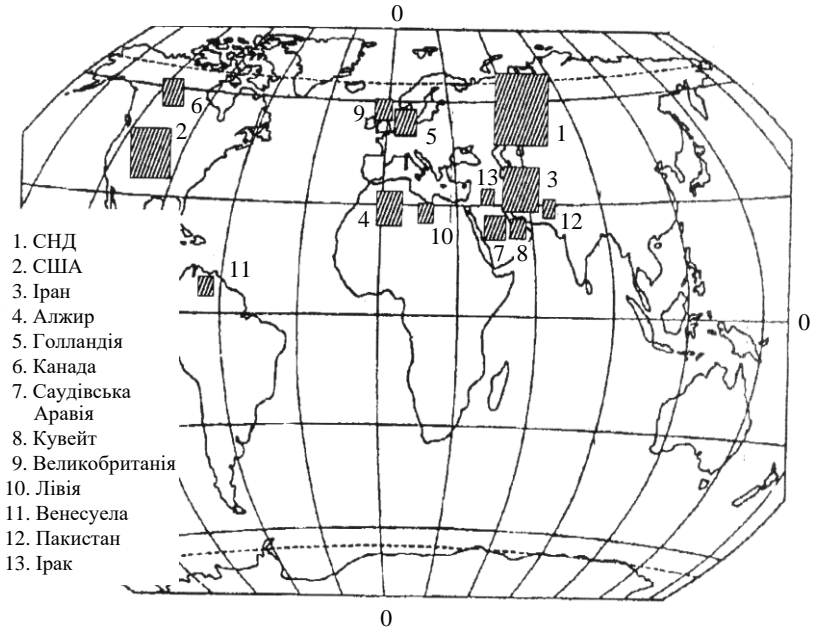 0
6
9
5
1
2
3
13
4
10
12
7
8
11
0
1. СНД
2. США
3. Іран
4. Алжир
5. Голландія
6. Канада
7. Саудівська
Аравія
8. Кувейт
9. Великобританія
10. Лівія
11. Венесуела
12. Пакистан
13. Ірак
0